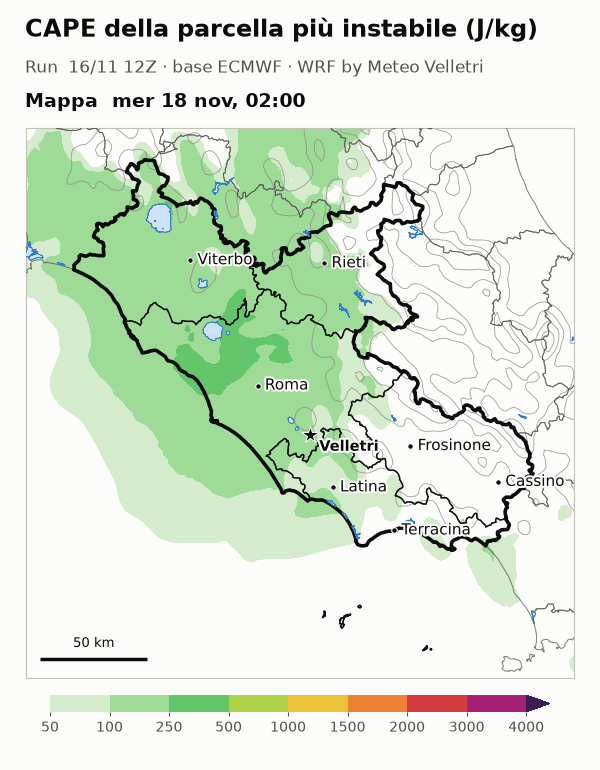 CAPE della parcella più instabile (J/kg)
Run  16/11 12Z · base ECMWF · WRF by Meteo Velletri
Mappa  mer 18 nov, 02:00
Viterbo
Rieti
Roma
Velletri
Frosinone
Cassino
Latina
Terracina
50 km
50 100 250 500 1000 1500 2000 3000 4000